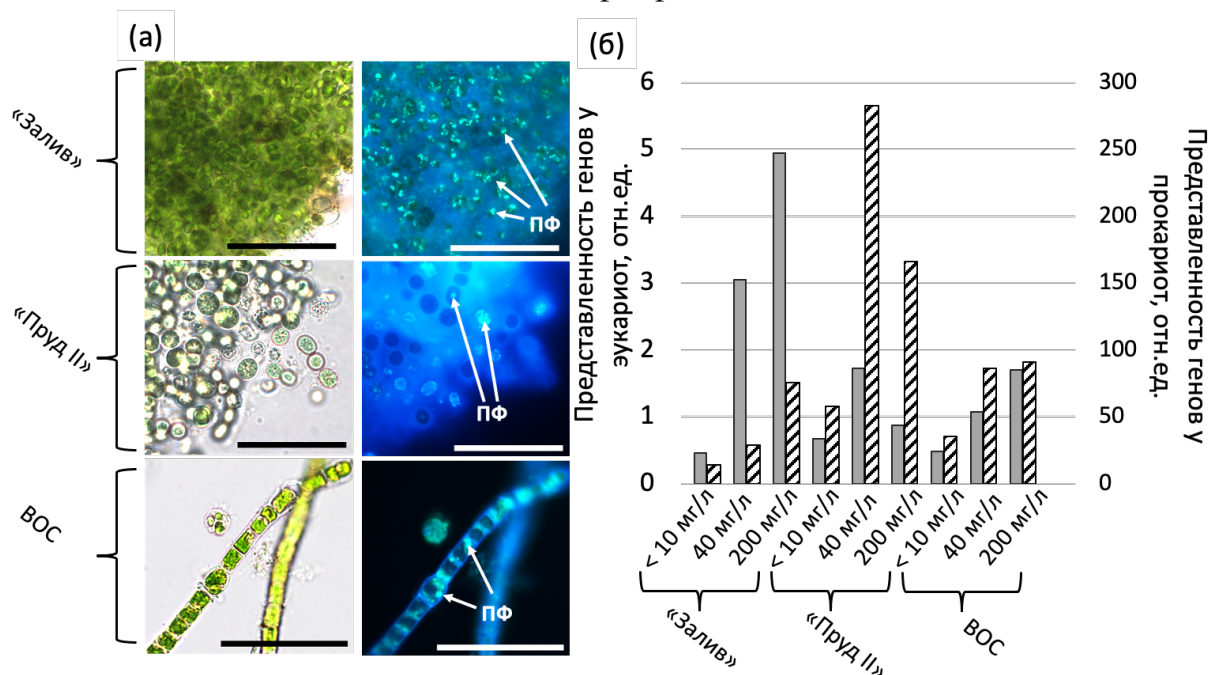 (а)
«Залив»
ПФ
«Пруд II»
ПФ
ВОС
ПФ
(б)
Представленность генов у
эукариот, отн.ед.
6
5
4
3
2
1
0
300
250
200
150
100
50
0
Представленность генов у
прокариот, отн.ед.
< 10 мг/л
40 мг/л
200 мг/л
< 10 мг/л
40 мг/л
200 мг/л
< 10 мг/л
40 мг/л
200 мг/л
«Залив»
«Пруд II»
ВОС